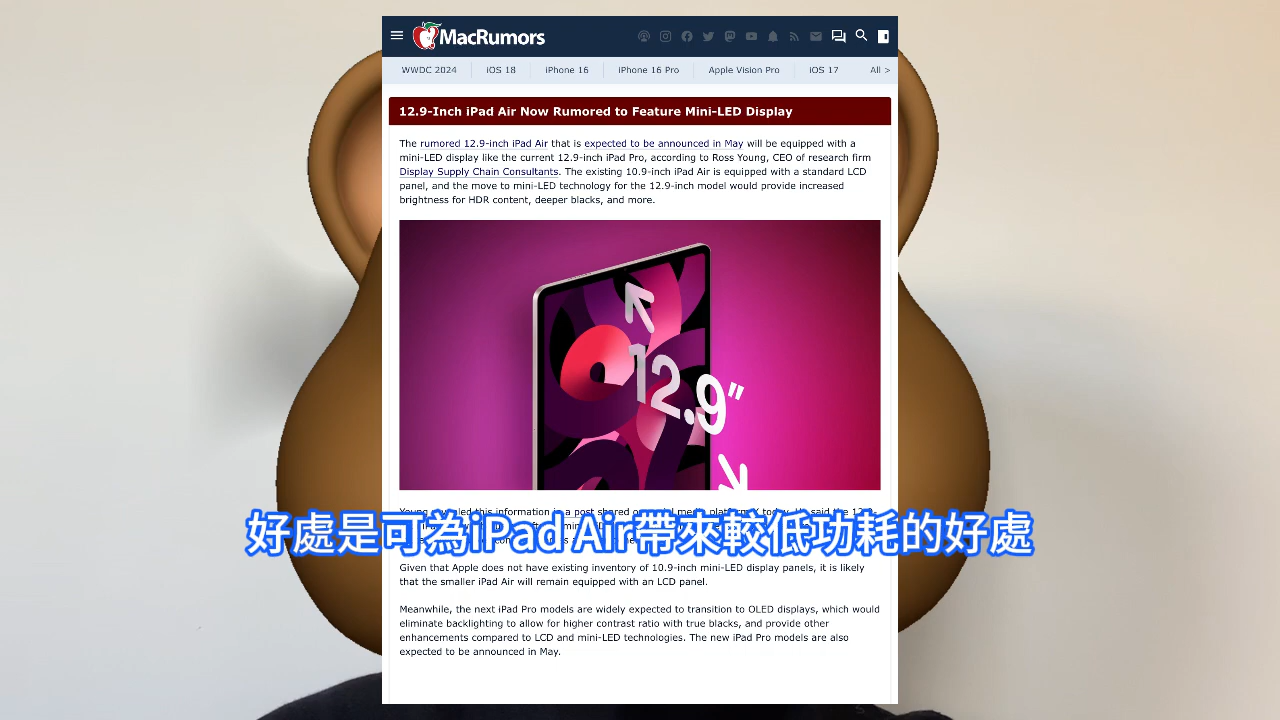 MacRumors
WWDC 2024 iOS 18 iPhone 16 iPhone 16 Pro Apple Vision Pro iOS 17 All >
12.9-Inch iPad Air Now Rumored to Feature Mini-LED Display
The rumored 12.9-inch iPad Air that is expected to be announced in May will be equipped with a
mini-LED display like the current 12.9-inch iPad Pro, according to Ross Young, CEO of research firm
Display Supply Chain Consultants. The existing 10.9-inch iPad Air is equipped with a standard LCD
panel, and the move to mini-LED technology for the 12.9-inch model would provide increased
brightness for HDR content, deeper blacks, and more.
12.9"
好處是可為iPad Air帶來較低功耗的好處
Given that Apple does not have existing inventory of 10.9-inch mini-LED display panels, it is likely
that the smaller iPad Air will remain equipped with an LCD panel.
Meanwhile, the next iPad Pro models are widely expected to transition to OLED displays, which would
eliminate backlighting to allow for higher contrast ratio with true blacks, and provide other
enhancements compared to LCD and mini-LED technologies. The new iPad Pro models are also
expected to be announced in May.